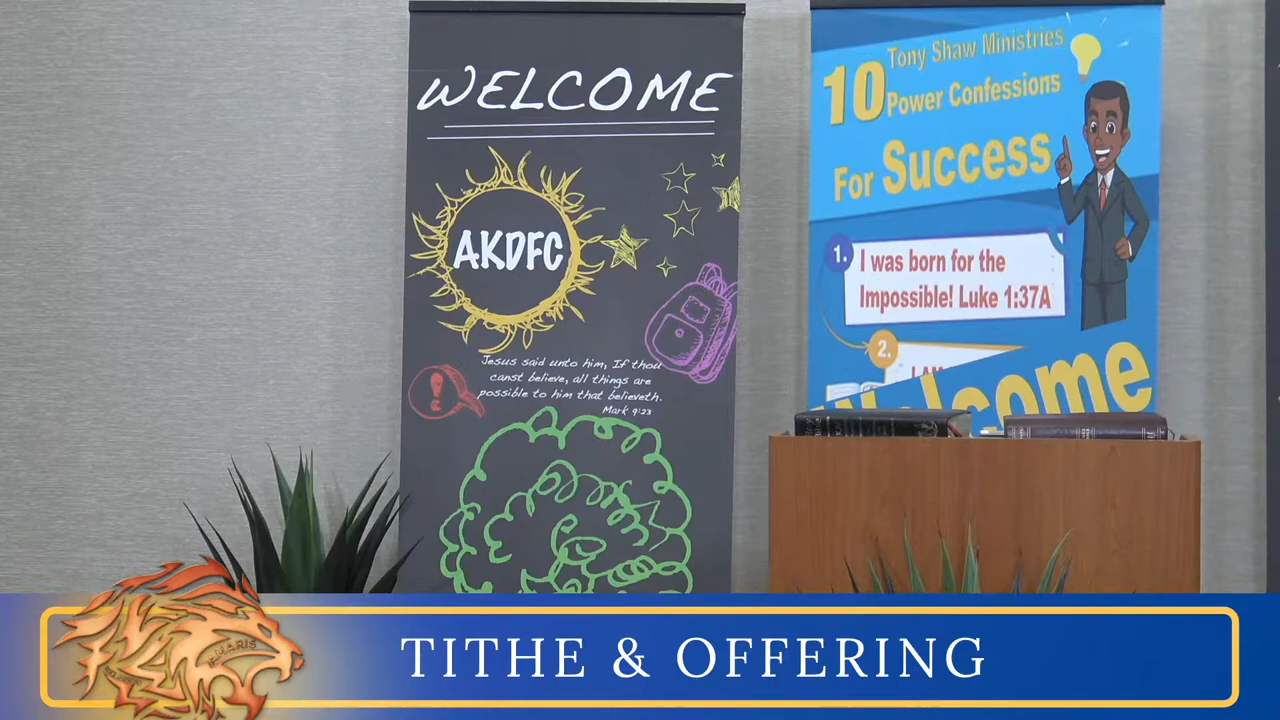 WELCOME
AKDFC
Jesus said unto him, If thou
canst believe, all things are
possible to him that believeth.
Mark 9:23
Tony Shaw Ministries
10 Power Confessions
For Success
1.
I was born for the
Impossible! Luke 1:37A
2.
I AM
Welcome
TITHE & OFFERING